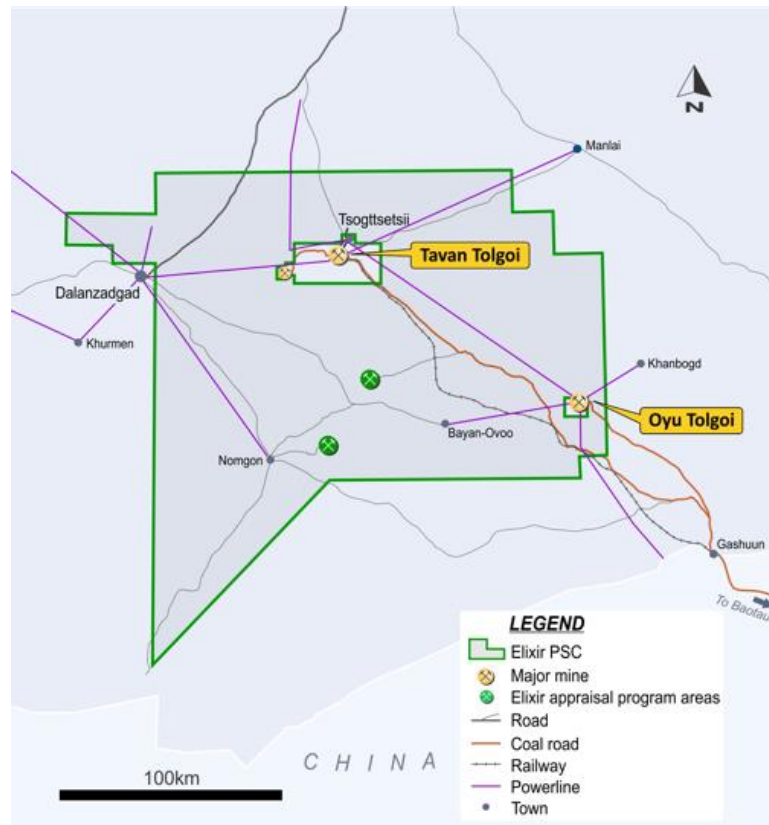 N
Manlai
Tsogttsetsii
Tavan Tolgoi
Dalanzadgad
Khurmen
Khanbogd
Oyu Tolgoi
Bayan-Ovoo
Nomgon
Gashuun
To Baotau
LEGEND
Elixir PSC
Major mine
Elixir appraisal program areas
Road
Coal road
Railway
Powerline
Town
CHINA
100km